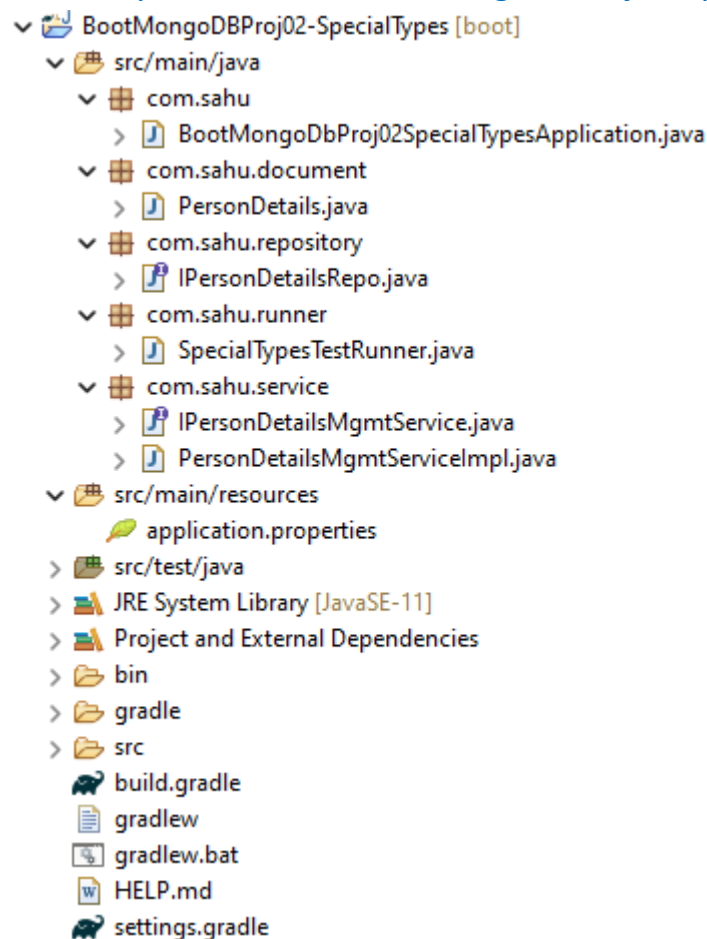 BootMongoDBProj02-SpecialTypes [boot]
src/main/java
com.sahu
BootMongoDbProj02SpecialTypesApplication.java
com.sahu.document
PersonDetails.java
com.sahu.repository
IPersonDetailsRepo.java
com.sahu.runner
SpecialTypesTestRunner.java
com.sahu.service
IPersonDetailsMgmtService.java
PersonDetailsMgmtServiceImpl.java
src/main/resources
application.properties
src/test/java
JRE System Library [JavaSE-11]
Project and External Dependencies
bin
gradle
src
build.gradle
gradlew
gradlew.bat
HELP.md
settings.gradle